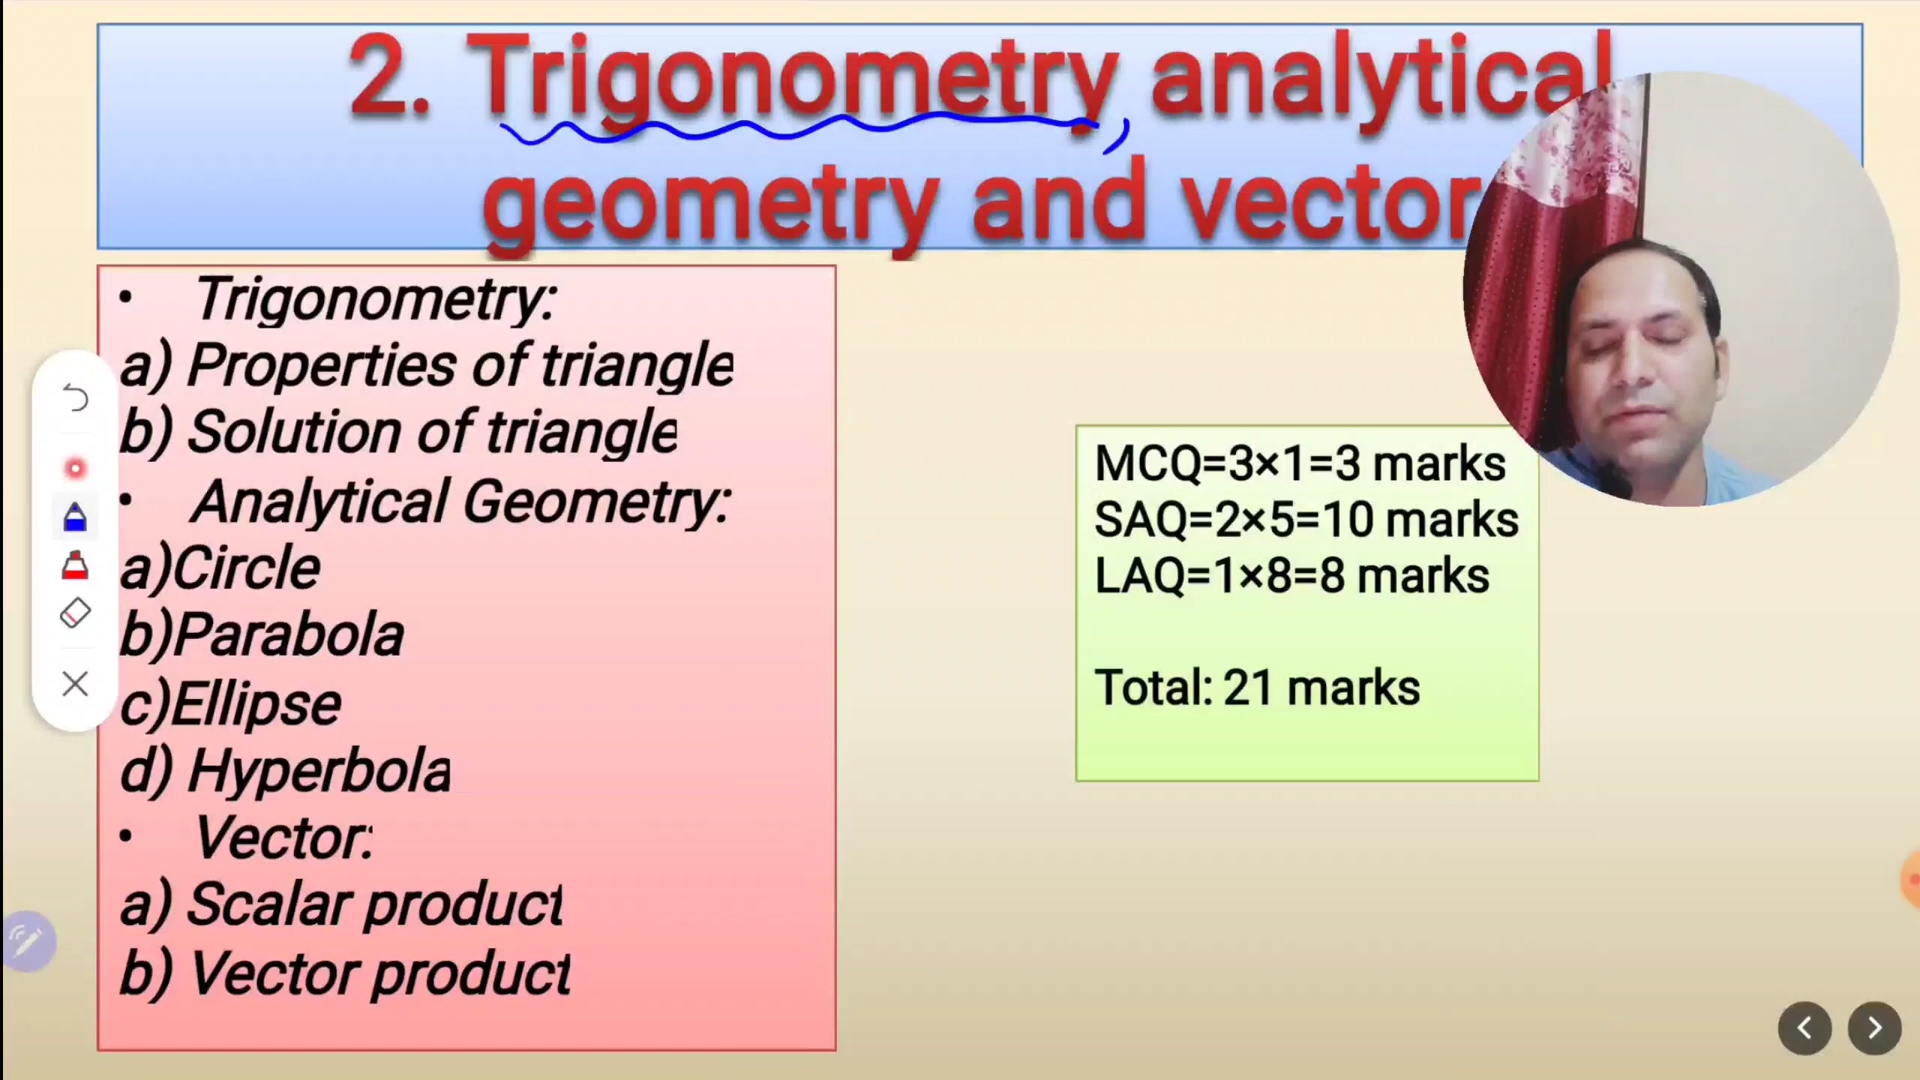 2. Trigonometry analytical
geometry and vector
• Trigonometry:
a) Properties of triangle
b) Solution of triangle
• Analytical Geometry:
a)Circle
b)Parabola
c)Ellipse
d) Hyperbola
• Vector:
a) Scalar product
b) Vector product
MCQ=3×1=3 marks
SAQ=2×5=10 marks
LAQ=1×8=8 marks
Total: 21 marks